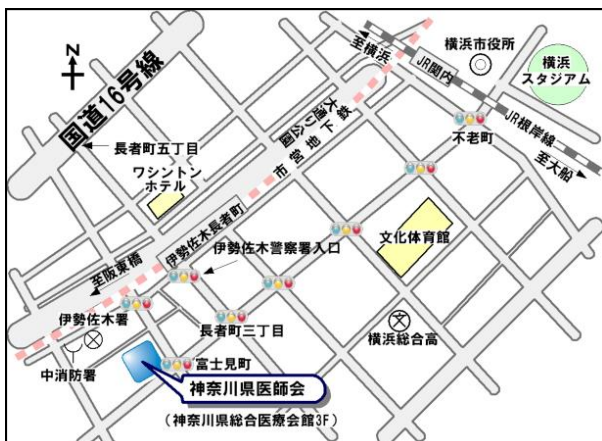 至横浜
横浜市役所
横浜
スタジアム
JR関内
JR根岸線
至大船
不老町
N
国道16号線
長者町五丁目
ワシントン
ホテル
大通り公園
市営地下鉄
文化体育館
伊勢佐木長者町
伊勢佐木警察署入口
至阪東橋
伊勢佐木署
長者町三丁目
横浜総合高
中消防署
富士見町
神奈川県医師会
(神奈川県総合医療会館3F)